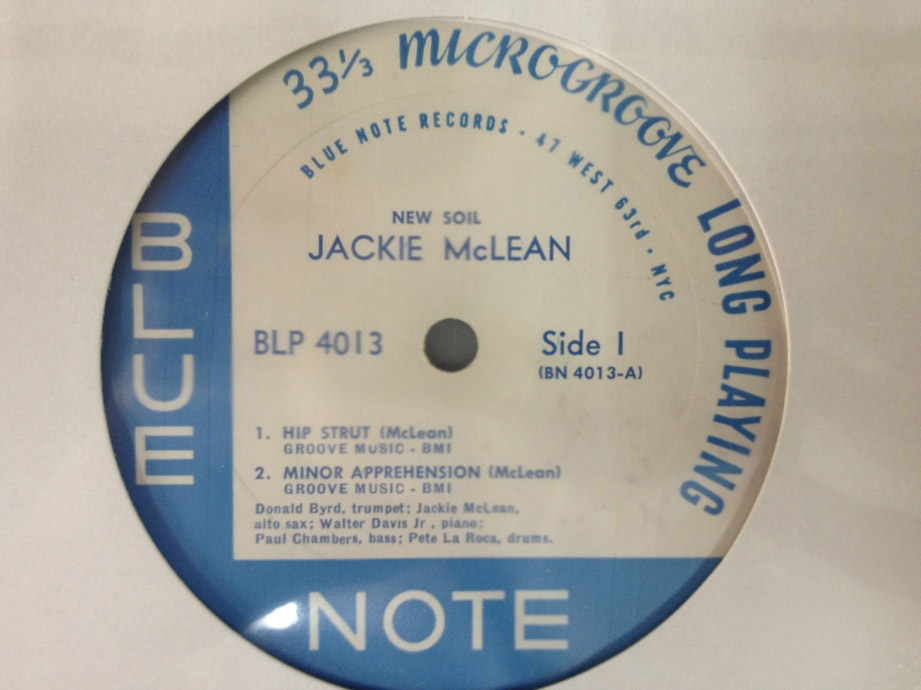 33⅓ MICROGROOVE LONG PLAYING
BLUE NOTE RECORDS · 47 WEST 63rd · NYC
NEW SOIL
JACKIE McLEAN
BLP 4013
Side 1
(BN 4013-A)
1. HIP STRUT (McLean)
GROOVE MUSIC - BMI
2. MINOR APPREHENSION (McLean)
GROOVE MUSIC - BMI
Donald Byrd, trumpet; Jackie McLean,
alto sax; Walter Davis Jr, piano;
Paul Chambers, bass; Pete La Roca, drums.
BLUE
NOTE